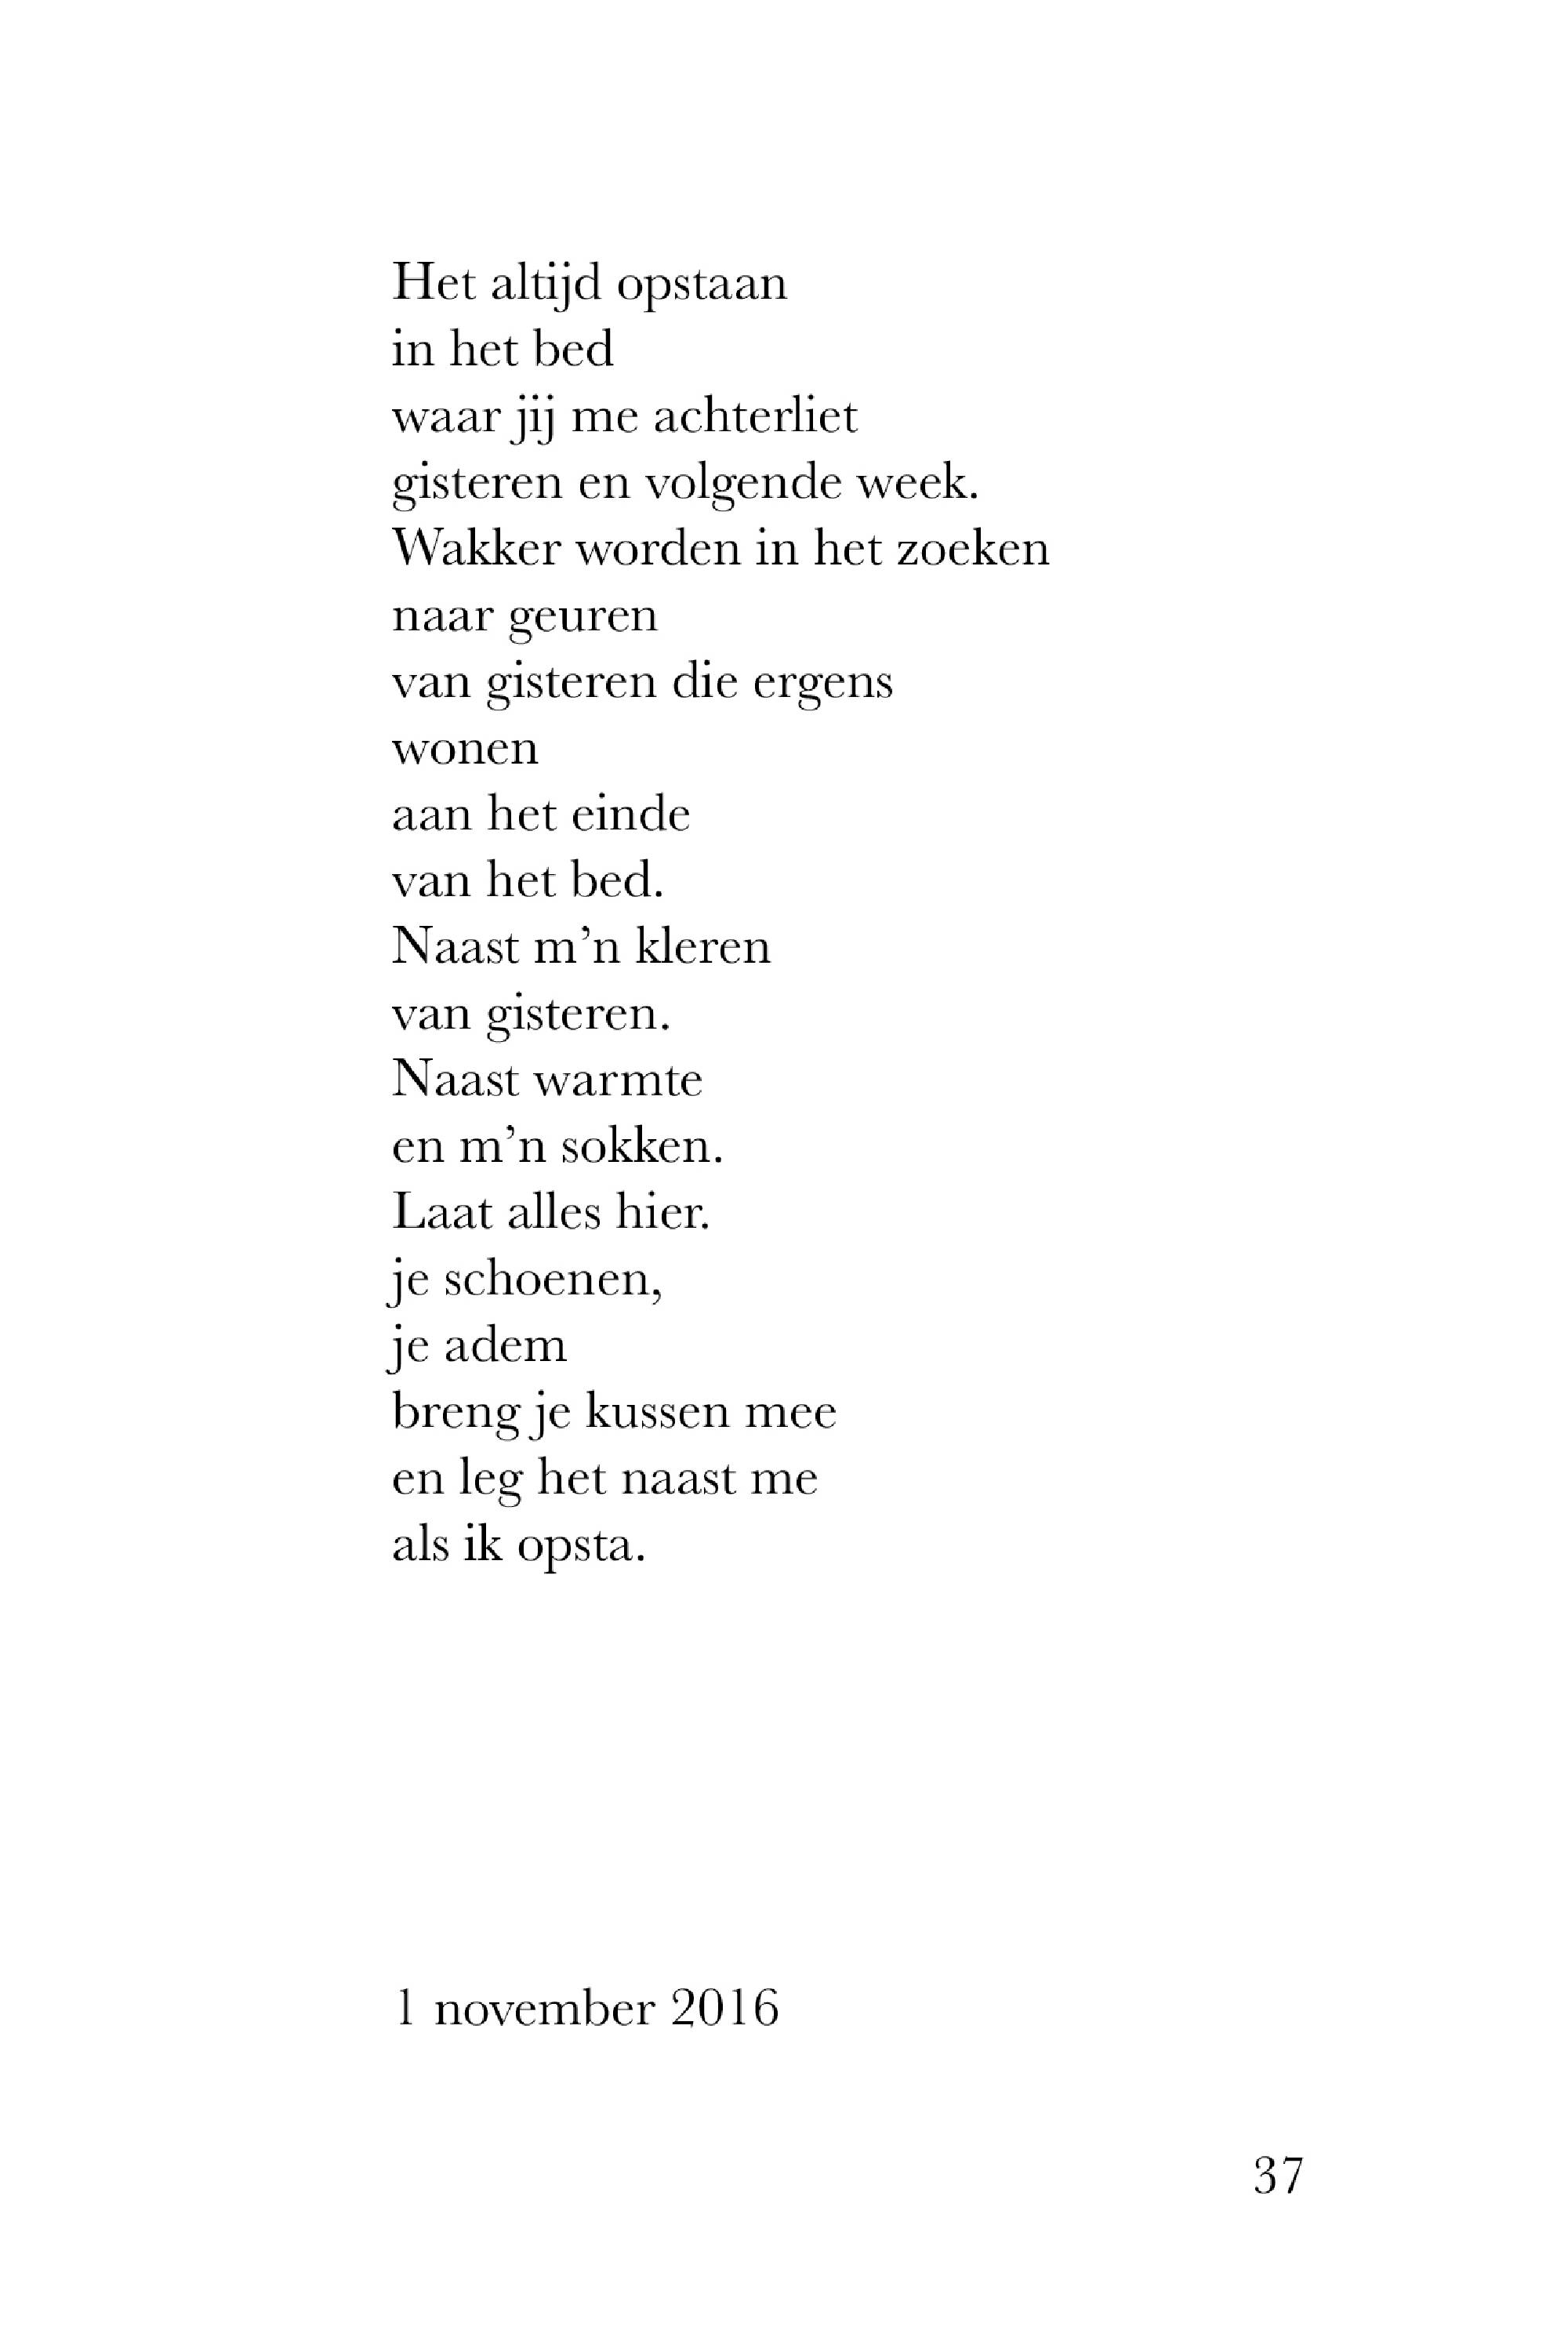 Het altijd opstaan
in het bed
waar jij me achterliet
gisteren en volgende week.
Wakker worden in het zoeken
naar geuren
van gisteren die ergens
wonen
aan het einde
van het bed.
Naast m’n kleren
van gisteren.
Naast warmte
en m’n sokken.
Laat alles hier.
je schoenen,
je adem
breng je kussen mee
en leg het naast me
als ik opsta.
1 november 2016
37